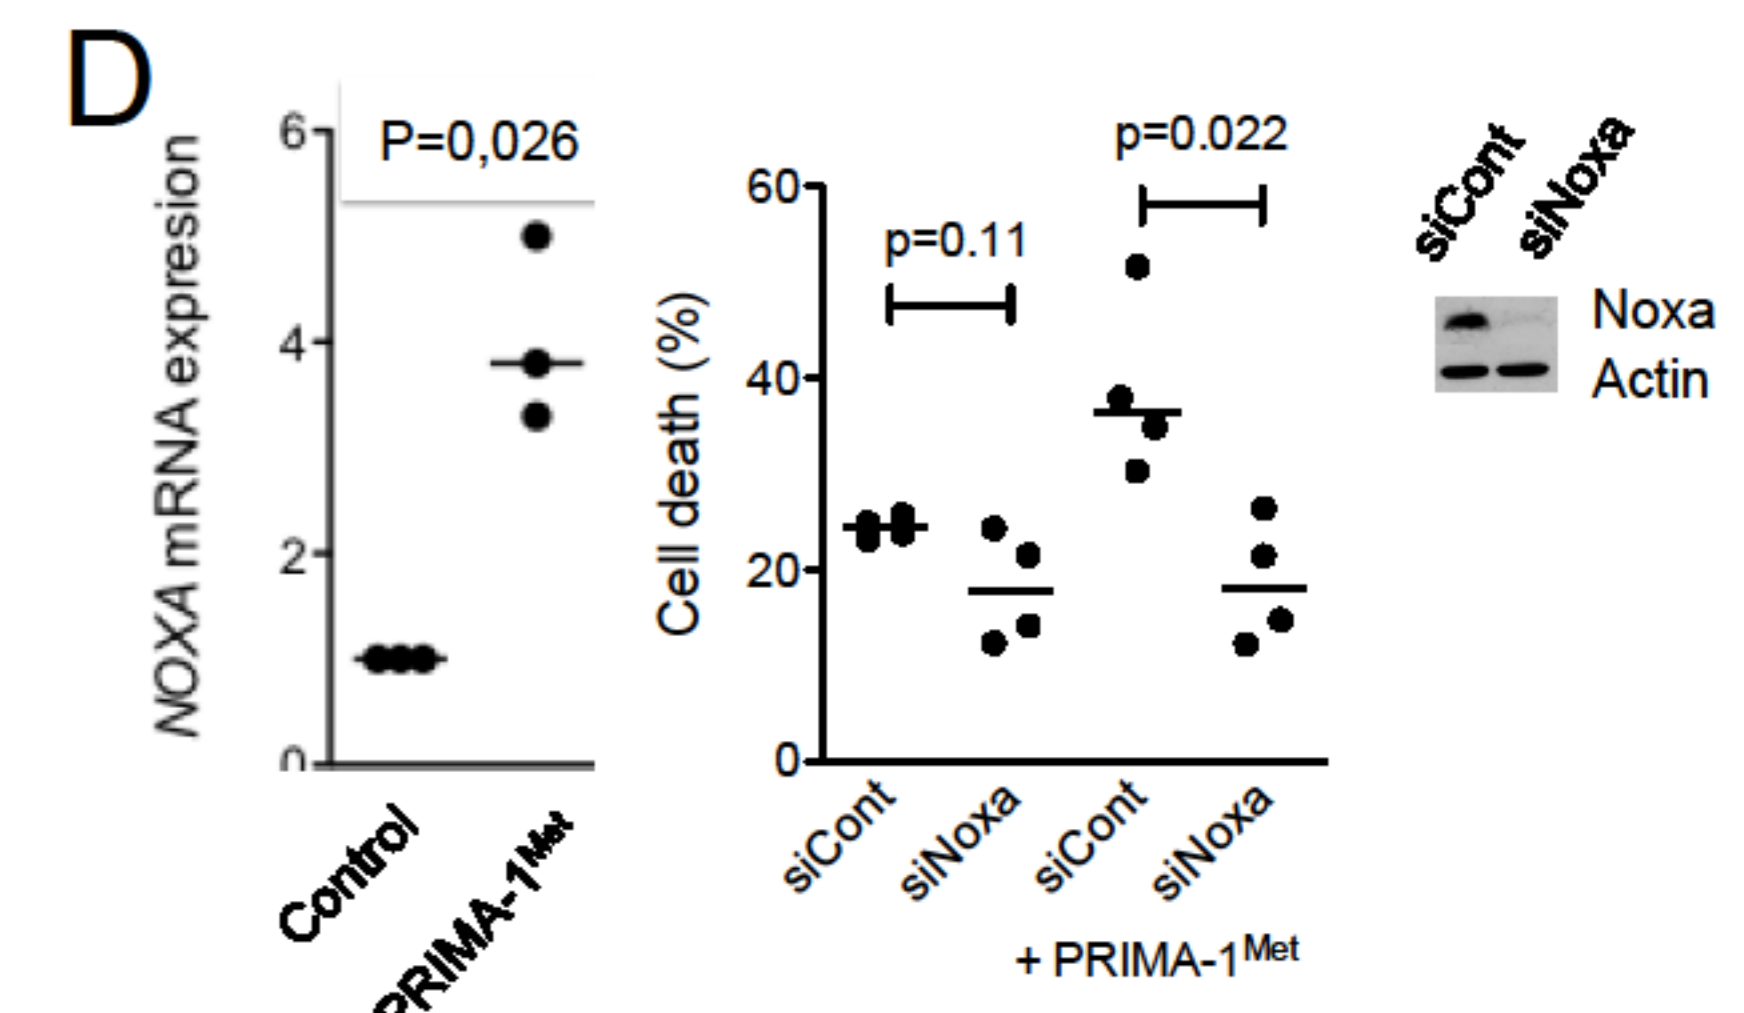 D
NOXA mRNA expresion
6
4
2
0
P=0,026
Control
PRIMA-1Met
Cell death (%)
60
40
20
0
p=0.11
p=0.022
siCont
siNoxa
siCont
siNoxa
+ PRIMA-1Met
siCont
siNoxa
Noxa
Actin